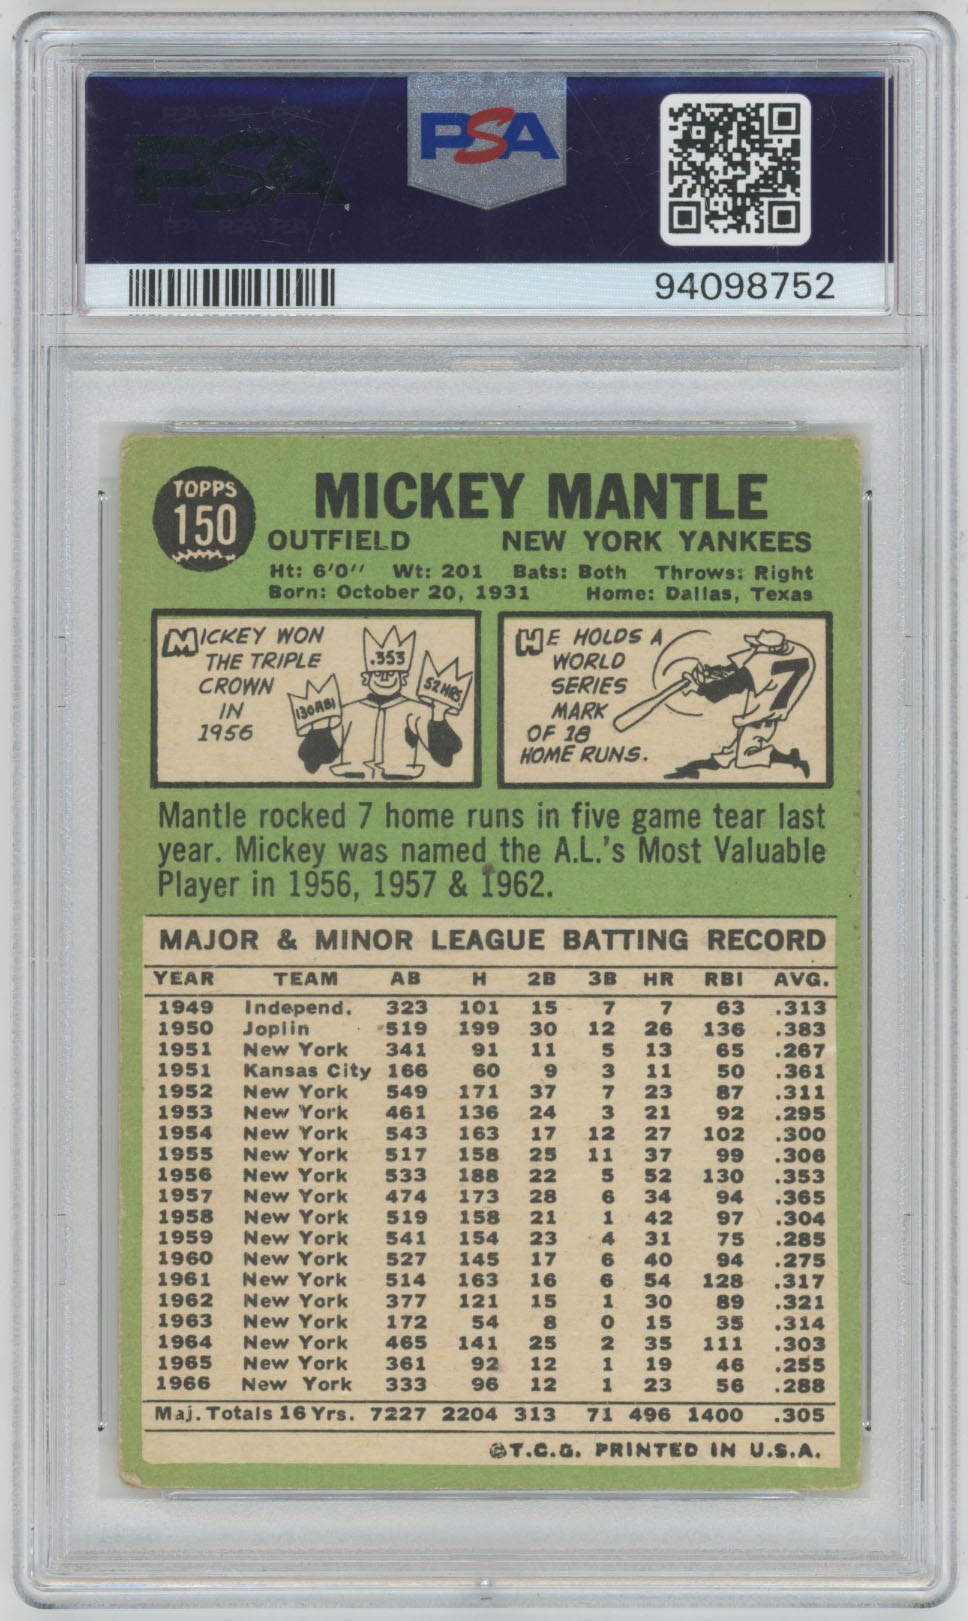 PSA PSA PSA
PSA
PSA PSA PSA
PSA
94098752
TOPPS
150
MICKEY MANTLE
OUTFIELD NEW YORK YANKEES
Ht: 6'0" Wt: 201 Bats: Both Throws: Right
Born: October 20, 1931 Home: Dallas, Texas
MICKEY WON
THE TRIPLE
CROWN
IN
1956
.353
130 RBI
52 HRS
HE HOLDS A
WORLD
SERIES
MARK
OF 18
HOME RUNS.
7
Mantle rocked 7 home runs in five game tear last
year. Mickey was named the A.L.'s Most Valuable
Player in 1956, 1957 & 1962.
MAJOR & MINOR LEAGUE BATTING RECORD
YEAR TEAM AB H 2B 3B HR RBI AVG.
1949 Independ. 323 101 15 7 7 63 .313
1950 Joplin 519 199 30 12 26 136 .383
1951 New York 341 91 11 5 13 65 .267
1951 Kansas City 166 60 9 3 11 50 .361
1952 New York 549 171 37 7 23 87 .311
1953 New York 461 136 24 3 21 92 .295
1954 New York 543 163 17 12 27 102 .300
1955 New York 517 158 25 11 37 99 .306
1956 New York 533 188 22 5 52 130 .353
1957 New York 474 173 28 6 34 94 .365
1958 New York 519 158 21 1 42 97 .304
1959 New York 541 154 23 4 31 75 .285
1960 New York 527 145 17 6 40 94 .275
1961 New York 514 163 16 6 54 128 .317
1962 New York 377 121 15 1 30 89 .321
1963 New York 172 54 8 0 15 35 .314
1964 New York 465 141 25 2 35 111 .303
1965 New York 361 92 12 1 19 46 .255
1966 New York 333 96 12 1 23 56 .288
Maj. Totals 16 Yrs. 7227 2204 313 71 496 1400 .305
©T.C.G. PRINTED IN U.S.A.